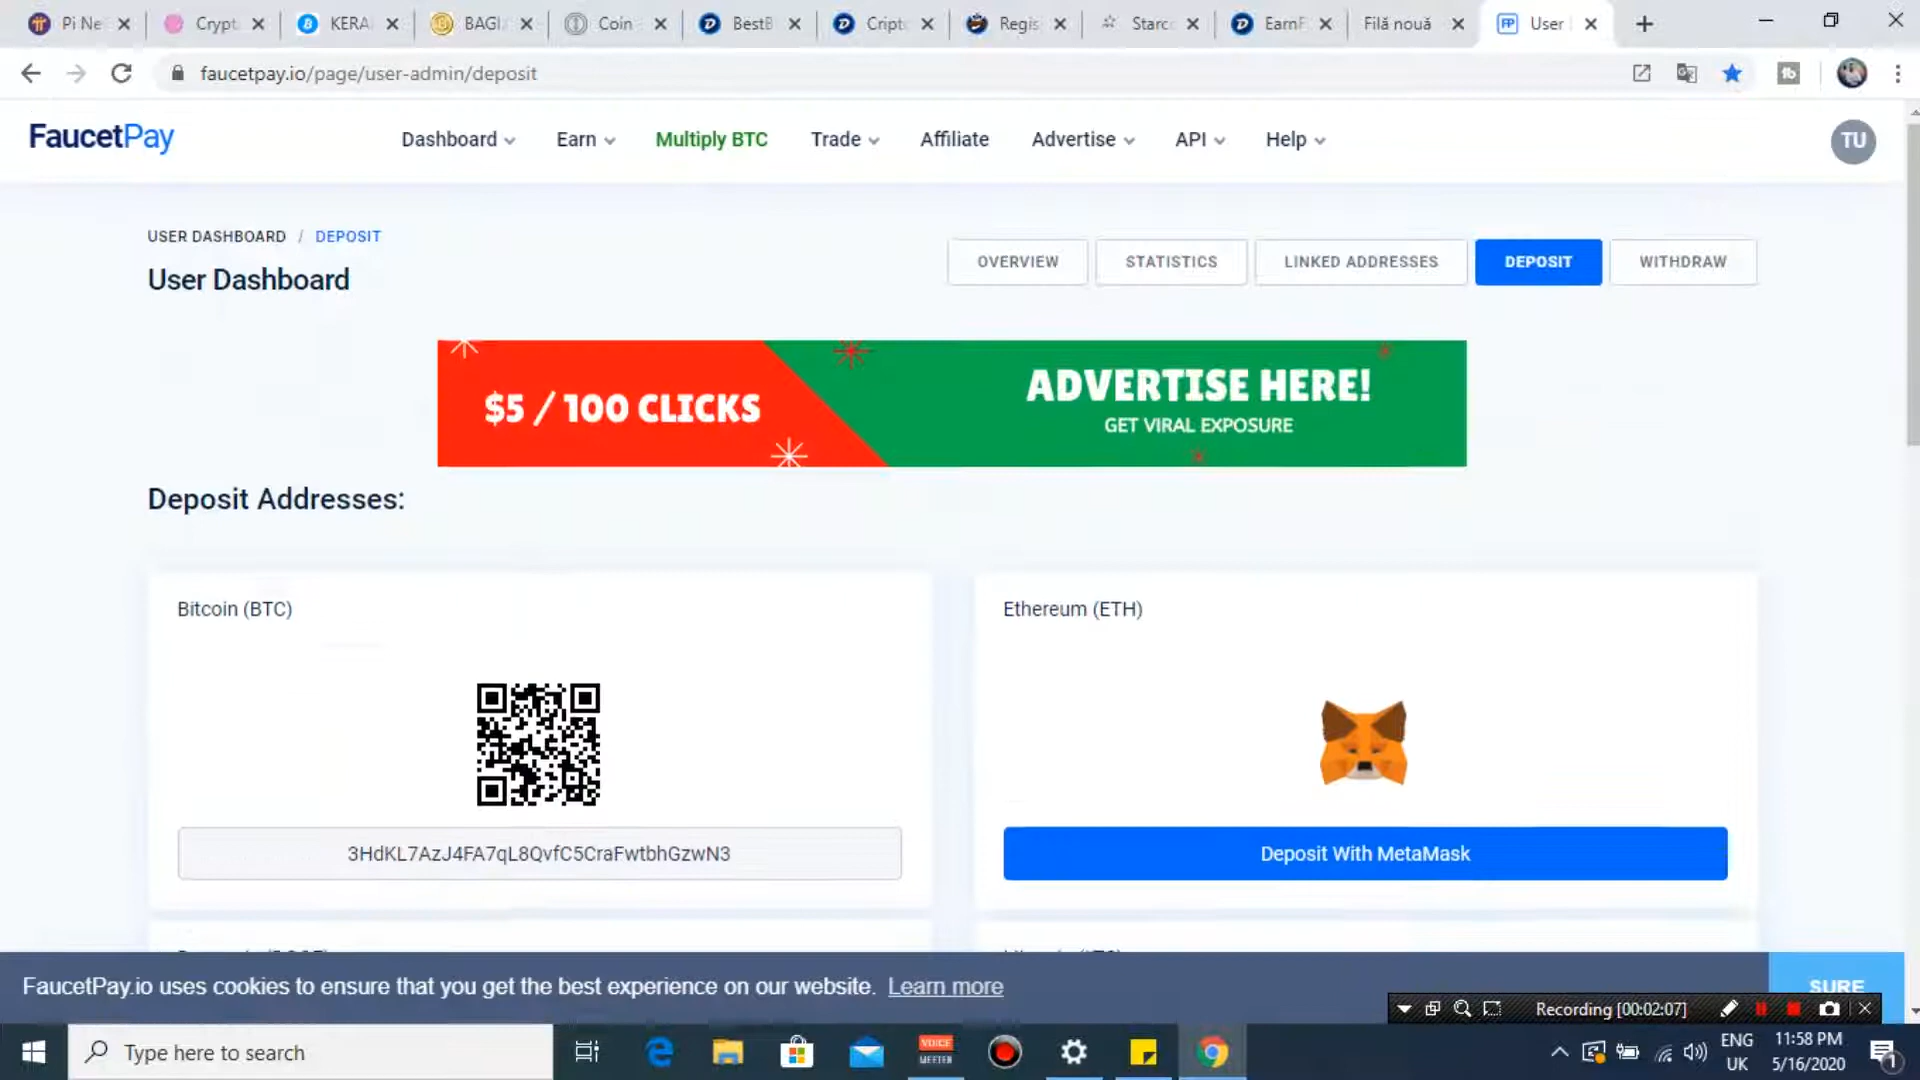 Pi Ne
Crypt
KERA
BAGI
Coin
BestB
Cripto
Regis
Starc
EarnF
Filă nouă
User
faucetpay.io/page/user-admin/deposit
FaucetPay
Dashboard
Earn
Multiply BTC
Trade
Affiliate
Advertise
API
Help
TU
USER DASHBOARD / DEPOSIT
User Dashboard
OVERVIEW
STATISTICS
LINKED ADDRESSES
DEPOSIT
WITHDRAW
$5 / 100 CLICKS
ADVERTISE HERE!
GET VIRAL EXPOSURE
Deposit Addresses:
Bitcoin (BTC)
Ethereum (ETH)
3HdKL7AzJ4FA7qL8QvfC5CraFwtbhGzwN3
Deposit With MetaMask
FaucetPay.io uses cookies to ensure that you get the best experience on our website. Learn more
SURE
Recording [00:02:07]
Type here to search
VOICE
MEETER
ENG
UK
11:58 PM
5/16/2020
1